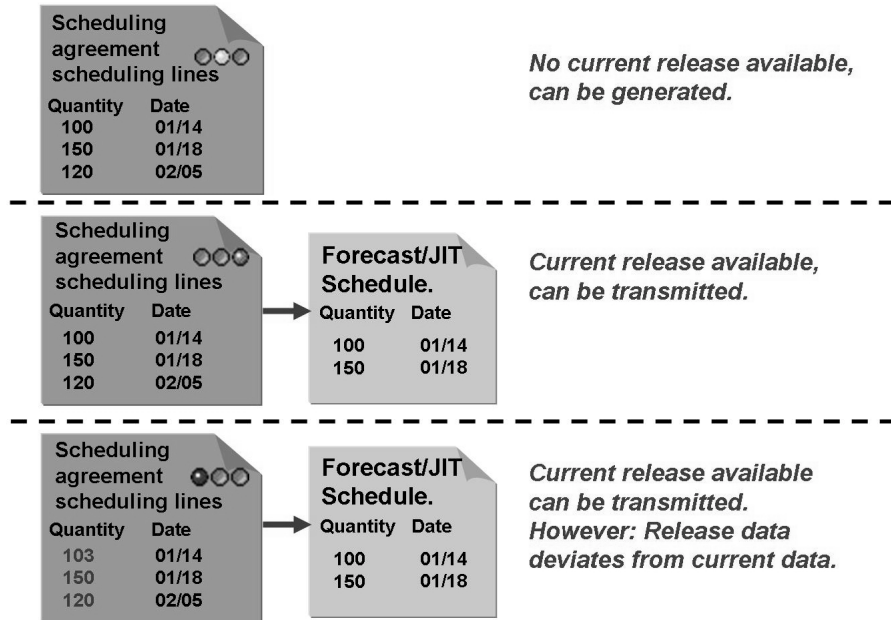 Scheduling
agreement
scheduling lines
Quantity Date
100 01/14
150 01/18
120 02/05
No current release available,
can be generated.
Scheduling
agreement
scheduling lines
Quantity Date
100 01/14
150 01/18
120 02/05
Forecast/JIT
Schedule.
Quantity Date
100 01/14
150 01/18
Current release available,
can be transmitted.
Scheduling
agreement
scheduling lines
Quantity Date
103 01/14
150 01/18
120 02/05
Forecast/JIT
Schedule.
Quantity Date
100 01/14
150 01/18
Current release available
can be transmitted.
However: Release data
deviates from current data.